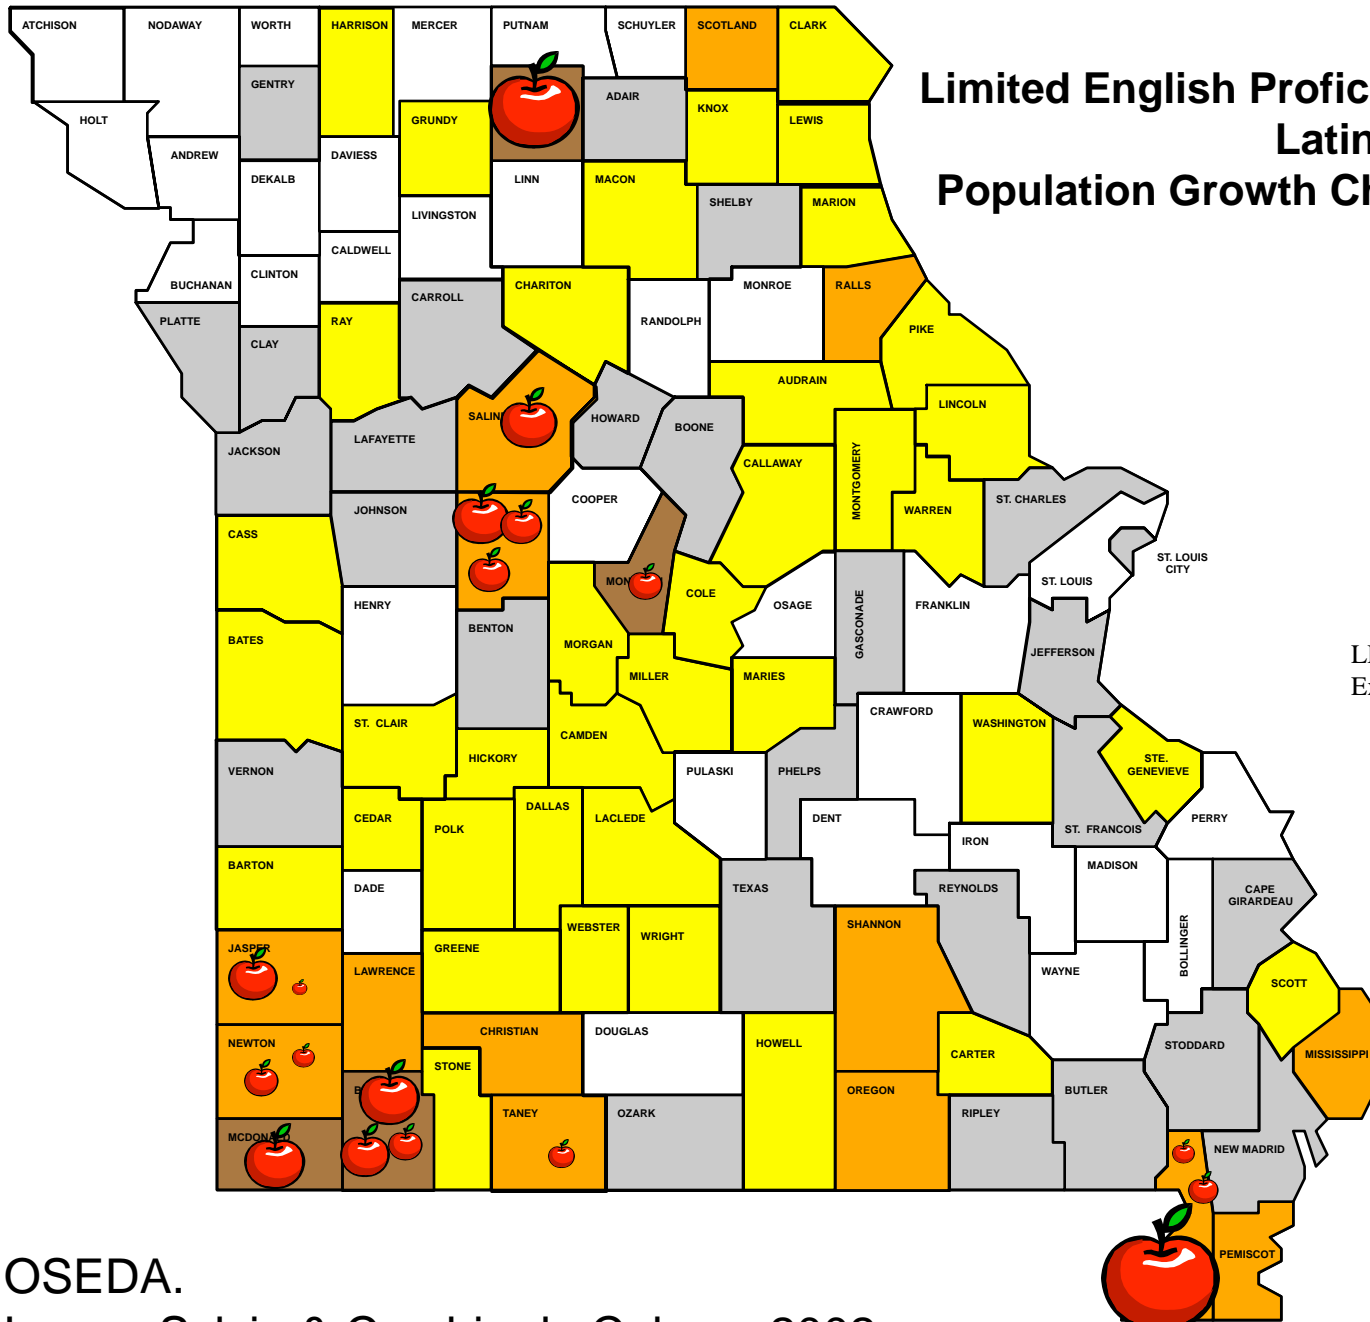 ATCHISON
NODAWAY
WORTH
HARRISON
MERCER
PUTNAM
SCHUYLER
SCOTLAND
CLARK
Limited English Profic
Latin
Population Growth Ch
GENTRY
ADAIR
KNOX
LEWIS
HOLT
GRUNDY
ANDREW
DAVIESS
DEKALB
LINN
MACON
SHELBY
MARION
LIVINGSTON
CALDWELL
BUCHANAN
CLINTON
CHARITON
MONROE
RALLS
CARROLL
PLATTE
RAY
RANDOLPH
PIKE
CLAY
AUDRAIN
LINCOLN
SALIN
HOWARD
BOONE
LAFAYETTE
JACKSON
CALLAWAY
MONTGOMERY
COOPER
ST. CHARLES
JOHNSON
WARREN
CASS
ST. LOUIS
CITY
ST. LOUIS
MON
COLE
HENRY
OSAGE
GASCONADE
FRANKLIN
BENTON
BATES
MORGAN
JEFFERSON
MILLER
MARIES
CRAWFORD
ST. CLAIR
CAMDEN
WASHINGTON
HICKORY
STE.
GENEVIEVE
VERNON
PULASKI
PHELPS
DALLAS
CEDAR
POLK
LACLEDE
DENT
ST. FRANCOIS
PERRY
IRON
BARTON
MADISON
DADE
TEXAS
REYNOLDS
CAPE
GIRARDEAU
WEBSTER
WRIGHT
SHANNON
BOLLINGER
JASPER
GREENE
LAWRENCE
WAYNE
SCOTT
CHRISTIAN
DOUGLAS
NEWTON
HOWELL
STODDARD
CARTER
MISSISSIPPI
STONE
B
OREGON
BUTLER
TANEY
OZARK
RIPLEY
MCDONALD
NEW MADRID
PEMISCOT
OSEDA.